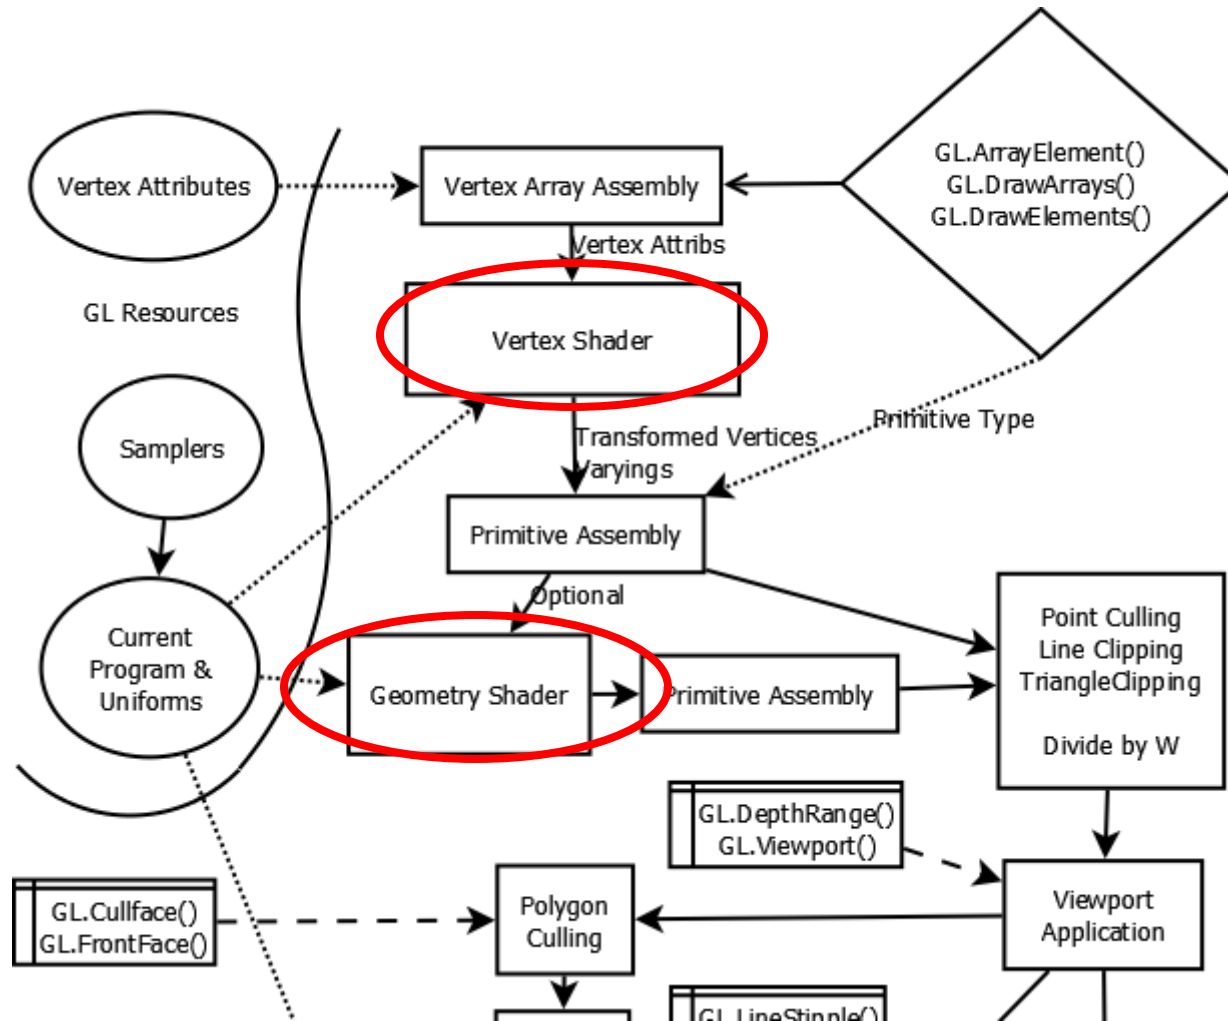 GL.ArrayElement()
GL.DrawArrays()
GL.DrawElements()
Vertex Attributes
Vertex Array Assembly
Vertex Attribs
GL Resources
Vertex Shader
Primitive Type
Transformed Vertices
Varyings
Samplers
Primitive Assembly
Optional
Current
Program &
Uniforms
Geometry Shader
Primitive Assembly
Point Culling
Line Clipping
TriangleClipping
Divide by W
GL.DepthRange()
GL.Viewport()
GL.Cullface()
GL.FrontFace()
Polygon
Culling
Viewport
Application
GL.LineStipple()